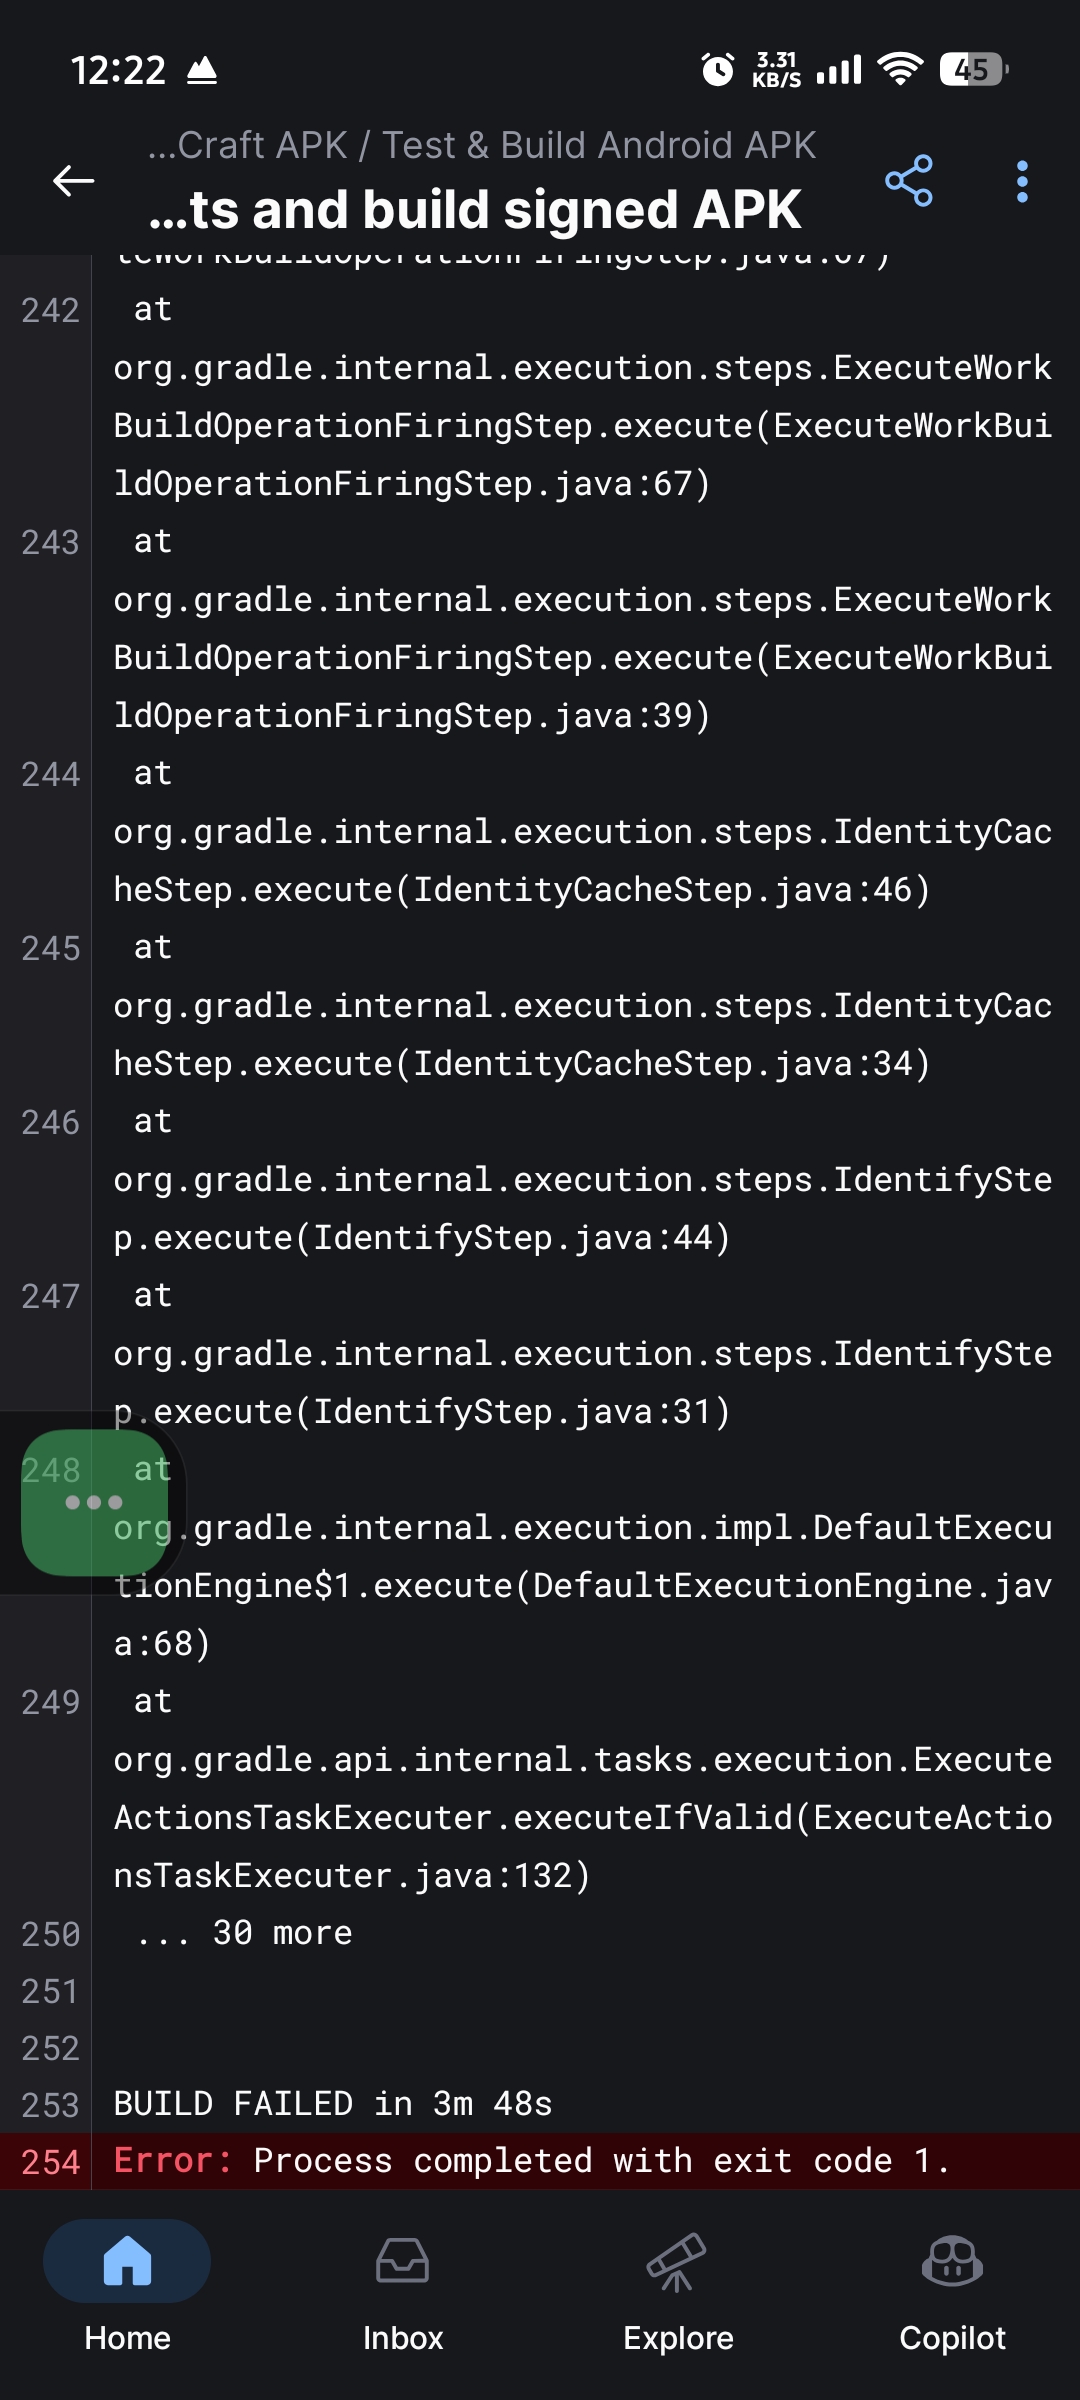 12:22
3.31
KB/S
45
...Craft APK / Test & Build Android APK
...ts and build signed APK
teWorkBuildOperationFiringStep.java:67)
242 at
org.gradle.internal.execution.steps.ExecuteWork
BuildOperationFiringStep.execute(ExecuteWorkBui
ldOperationFiringStep.java:67)
243 at
org.gradle.internal.execution.steps.ExecuteWork
BuildOperationFiringStep.execute(ExecuteWorkBui
ldOperationFiringStep.java:39)
244 at
org.gradle.internal.execution.steps.IdentityCac
heStep.execute(IdentityCacheStep.java:46)
245 at
org.gradle.internal.execution.steps.IdentityCac
heStep.execute(IdentityCacheStep.java:34)
246 at
org.gradle.internal.execution.steps.IdentifySte
p.execute(IdentifyStep.java:44)
247 at
org.gradle.internal.execution.steps.IdentifySte
p.execute(IdentifyStep.java:31)
248 at
org.gradle.internal.execution.impl.DefaultExecu
tionEngine$1.execute(DefaultExecutionEngine.jav
a:68)
249 at
org.gradle.api.internal.tasks.execution.Execute
ActionsTaskExecuter.executeIfValid(ExecuteActio
nsTaskExecuter.java:132)
250 ... 30 more
251
252
253 BUILD FAILED in 3m 48s
254 Error: Process completed with exit code 1.
Home
Inbox
Explore
Copilot